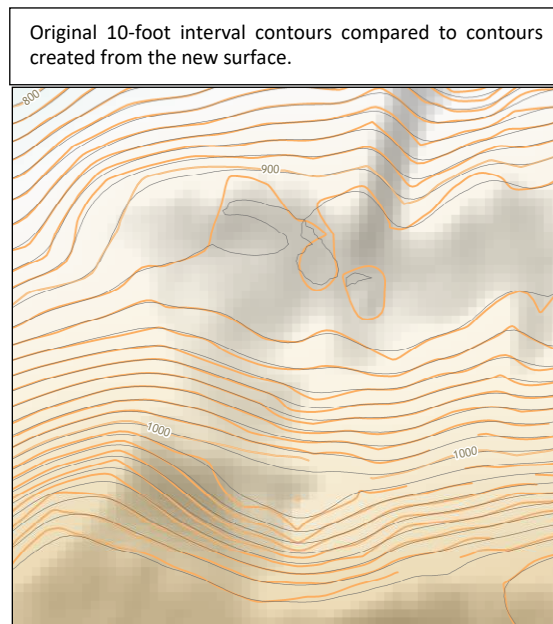 Original 10-foot interval contours compared to contours
created from the new surface.
800
900
1000
1000